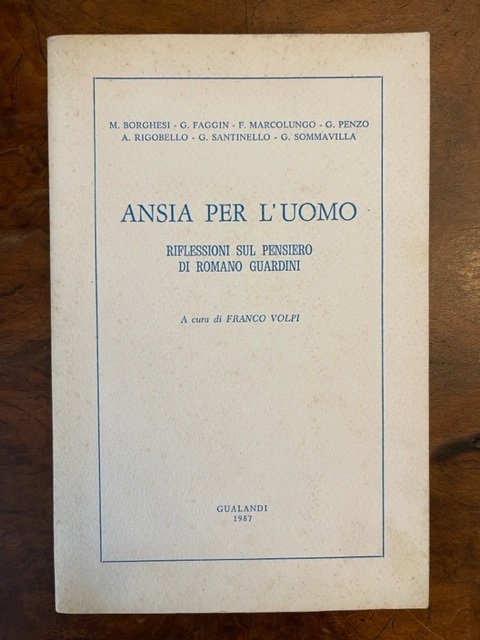 M. BORGHESI - G. FAGGIN - F. MARCOLUNGO - G. PENZO
A. RIGOBELLO - G. SANTINELLO - G. SOMMAVILLA
ANSIA PER L'UOMO
RIFLESSIONI SUL PENSIERO
DI ROMANO GUARDINI
A cura di FRANCO VOLPI
GUALANDI
1987